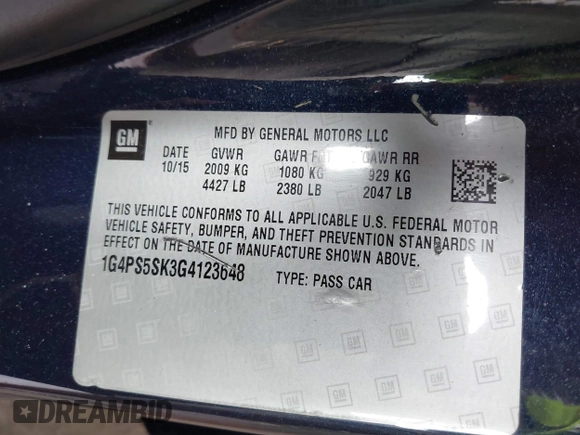 GM ®
MFD BY GENERAL MOTORS LLC
DATE GVWR GAWR FRT GAWR RR
10/15 2009 KG 1080 KG 929 KG
4427 LB 2380 LB 2047 LB
THIS VEHICLE CONFORMS TO ALL APPLICABLE U.S. FEDERAL MOTOR
VEHICLE SAFETY, BUMPER, AND THEFT PREVENTION STANDARDS IN
EFFECT ON THE DATE OF MANUFACTURE SHOWN ABOVE.
1G4PS5SK3G4123648 TYPE: PASS CAR
DREAMBID